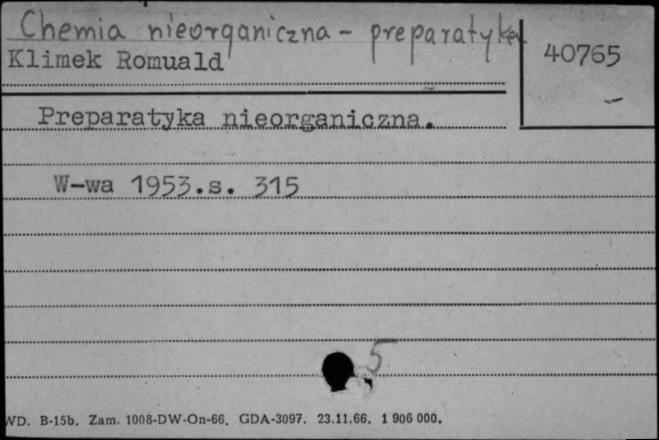 Chemia nieorganiczna - preparatyka
40765
Klimek Romuald
Preparatyka nieorganiczna.
W-wa 1953.s. 315
5
WD. B-15b. Zam. 1008-DW-On-66. GDA-3097. 23.11.66. 1 906 000.